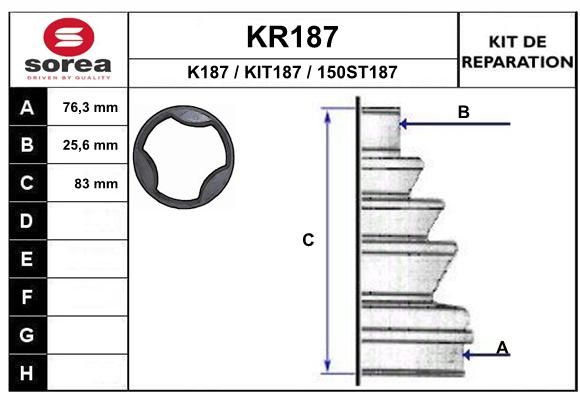 sorea
DRIVEN BY QUALITY
KR187
K187 / KIT187 / 150ST187
KIT DE
REPARATION
A 76,3 mm
B 25,6 mm
C 83 mm
D
E
F
G
H
B
C
A